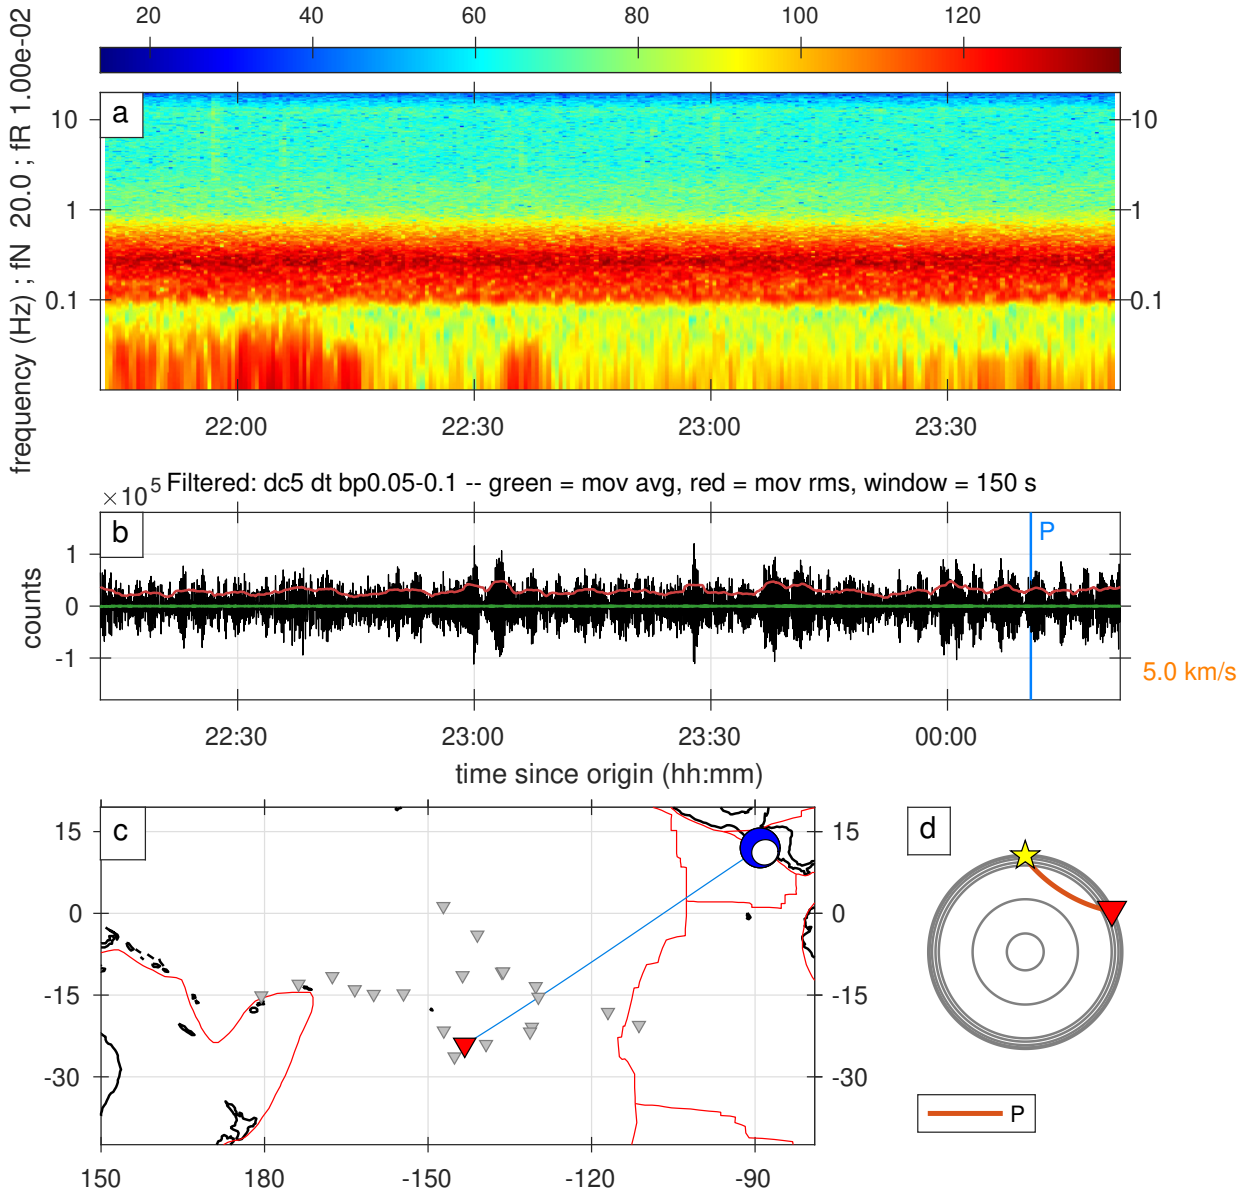 20 40 60 80 100 120
frequency (Hz) ; fN 20.0 ; fR 1.00e-02
a
10 10
1 1
0.1 0.1
22:00 22:30 23:00 23:30
×10 5 Filtered: dc5 dt bp0.05-0.1 -- green = mov avg, red = mov rms, window = 150 s
b
P
counts
1
0
-1
5.0 km/s
22:30 23:00 23:30 00:00
time since origin (hh:mm)
c
d
15 15
0 0
-15 -15
-30 -30
150 180 -150 -120 -90
P